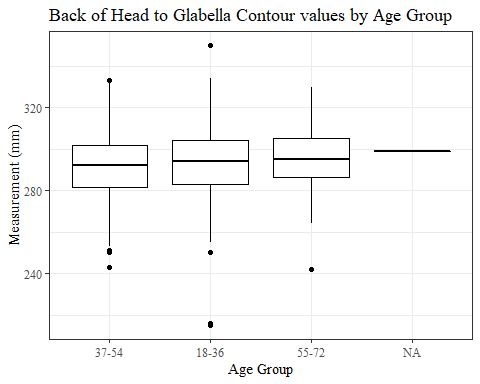 Back of Head to Glabella Contour values by Age Group
Measurement (mm)
320
280
240
37-54
18-36
55-72
NA
Age Group